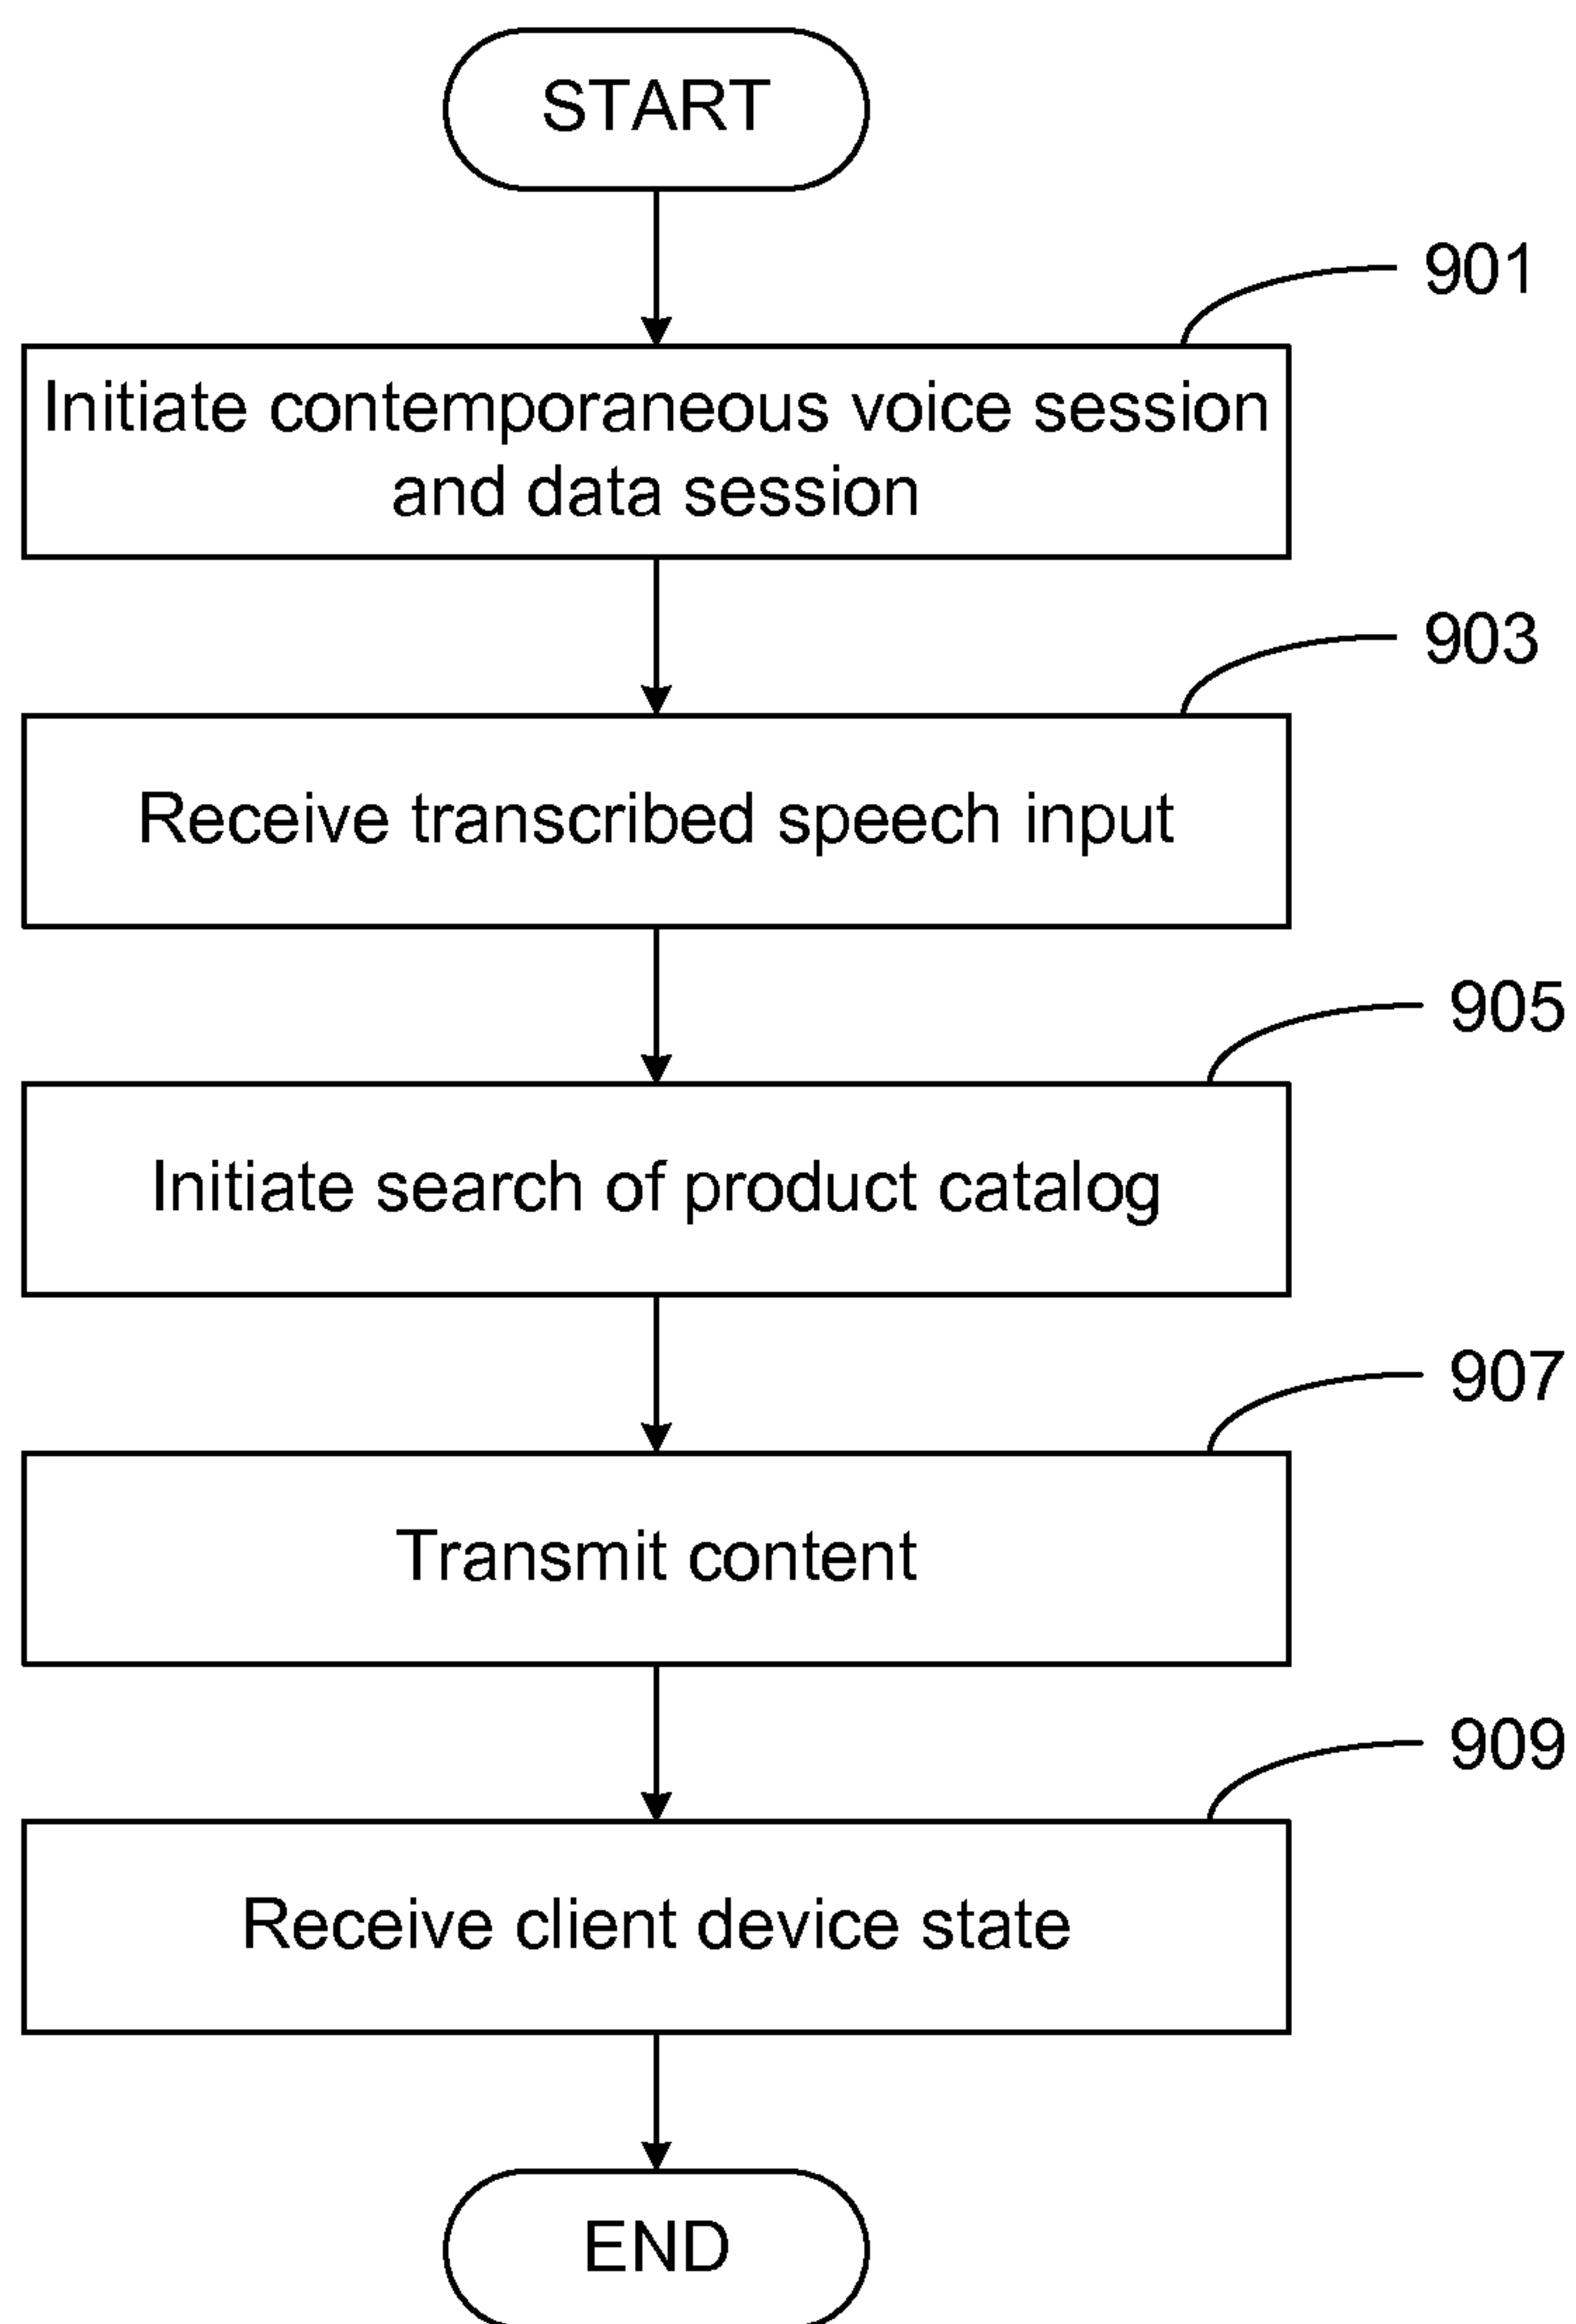 START
901
Initiate contemporaneous voice session
and data session
903
Receive transcribed speech input
905
Initiate search of product catalog
907
Transmit content
909
Receive client device state
END